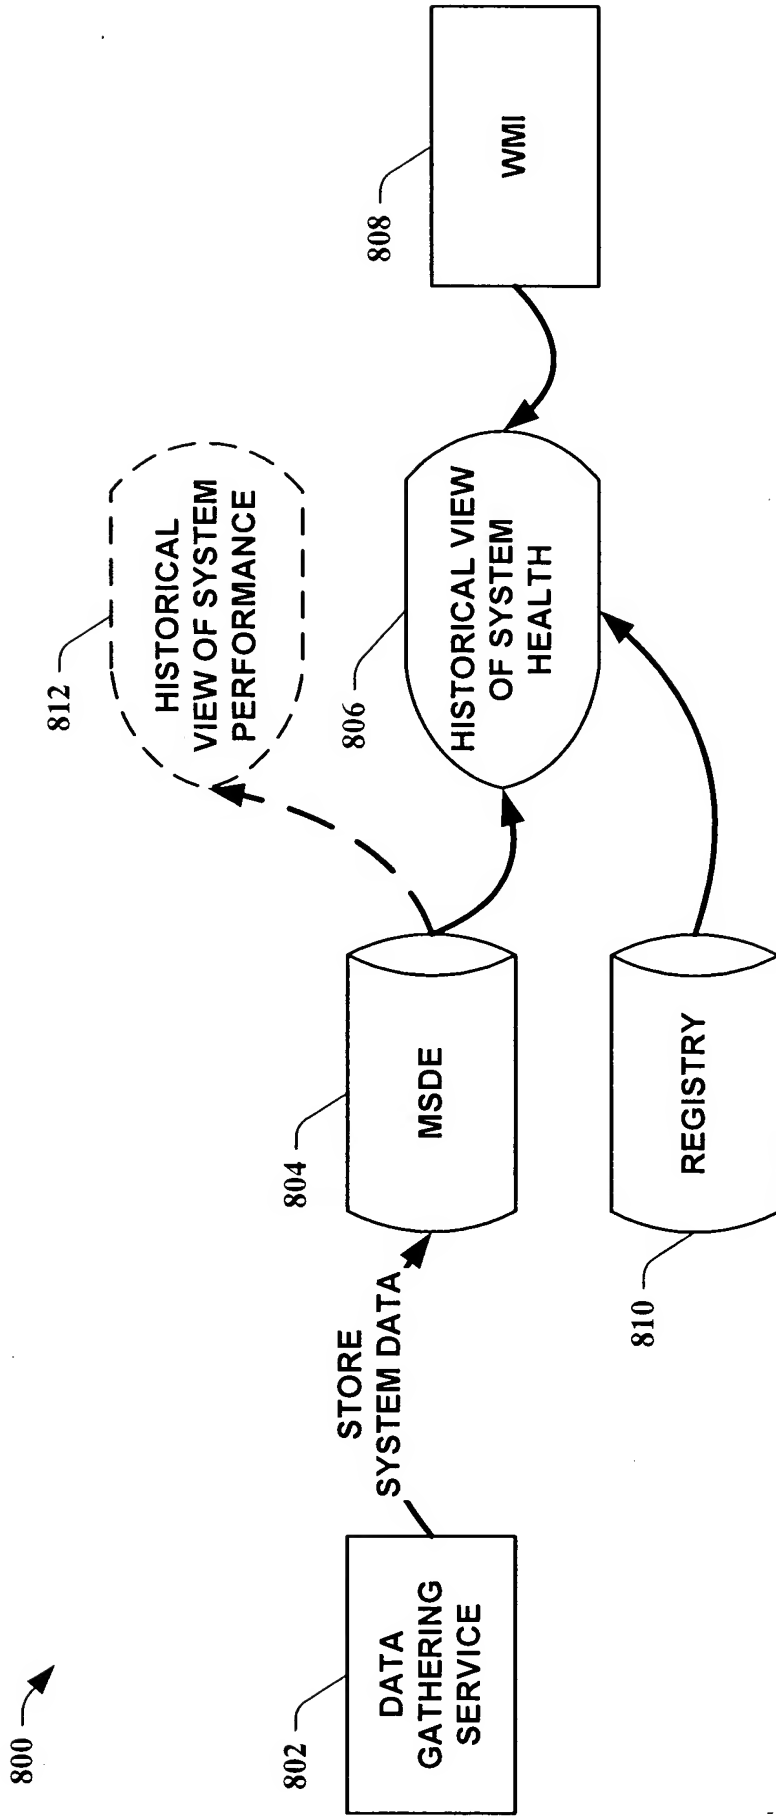 800
802
DATA
GATHERING
SERVICE
STORE
SYSTEM DATA
804
MSDE
810
REGISTRY
812
HISTORICAL
VIEW OF SYSTEM
PERFORMANCE
806
HISTORICAL VIEW
OF SYSTEM
HEALTH
808
WMI